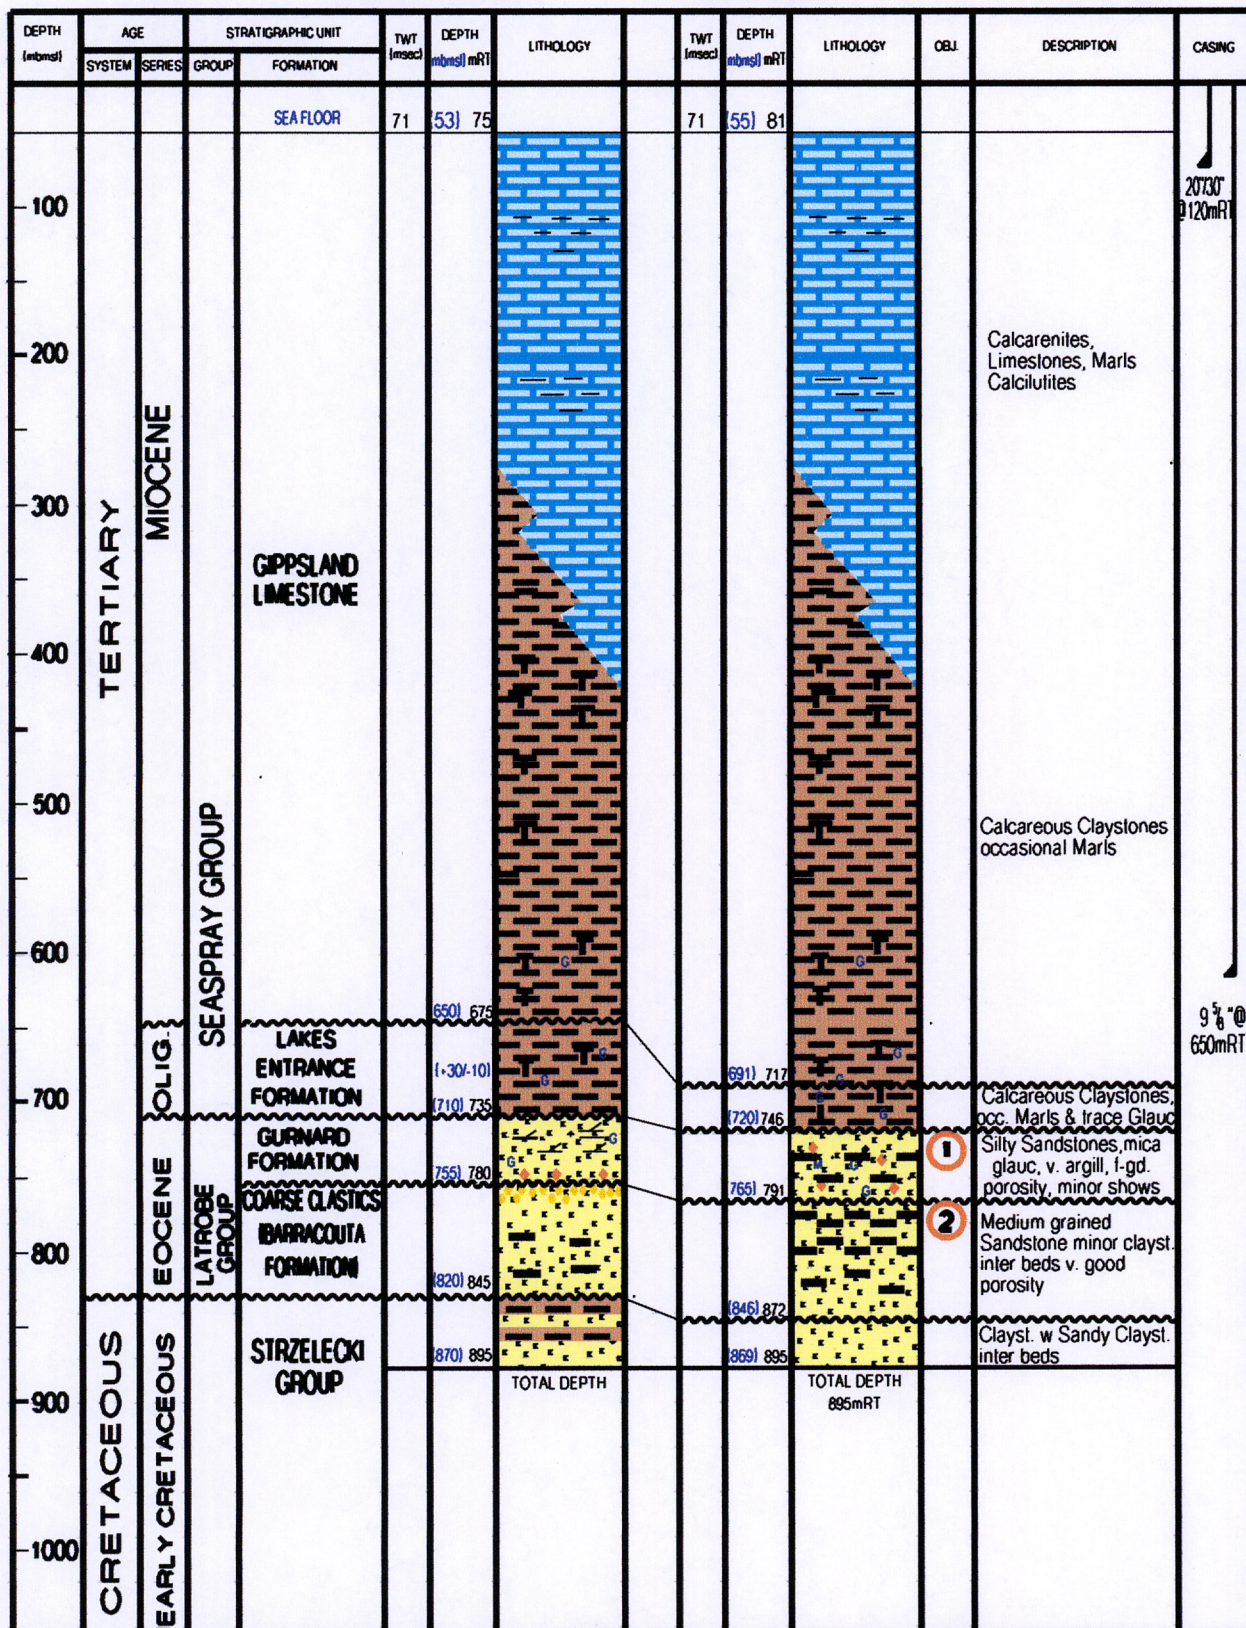 DEPTH
(mbmsl)
AGE
SYSTEM
SERIES
STRATIGRAPHIC UNIT
GROUP
FORMATION
TWT
(msec)
DEPTH
(mbmsl) mRT
LITHOLOGY
TWT
(msec)
DEPTH
(mbmsl) mRT
LITHOLOGY
OBJ.
DESCRIPTION
CASING
SEA FLOOR
71
(53) 75
71
(55) 81
20"/30"
@120mRT
100
200
300
400
500
600
700
800
900
1000
TERTIARY
CRETACEOUS
MIOCENE
OLIG.
EOCENE
EARLY CRETACEOUS
SEASPRAY GROUP
LATROBE
GROUP
GIPPSLAND
LIMESTONE
LAKES
ENTRANCE
FORMATION
GURNARD
FORMATION
COARSE CLASTICS
(BARRACOUTA
FORMATION)
STRZELECKI
GROUP
(650) 675
(+30/-10)
(710) 735
(755) 780
(820) 845
(870) 895
G
G
G
G
G
TOTAL DEPTH
(691) 717
(720) 746
(765) 791
(846) 872
(869) 895
G
G
G
G
G
M
G
G
TOTAL DEPTH
895mRT
1
2
Calcarenites,
Limestones, Marls
Calcilutites
Calcareous Claystones
occasional Marls
Calcareous Claystones,
occ. Marls & trace Glauc
Silty Sandstones,mica
glauc, v. argill, f-gd.
porosity, minor shows
Medium grained
Sandstone minor clayst.
inter beds v. good
porosity
Clayst. w Sandy Clayst.
inter beds
9 5/8 "@
650mRT